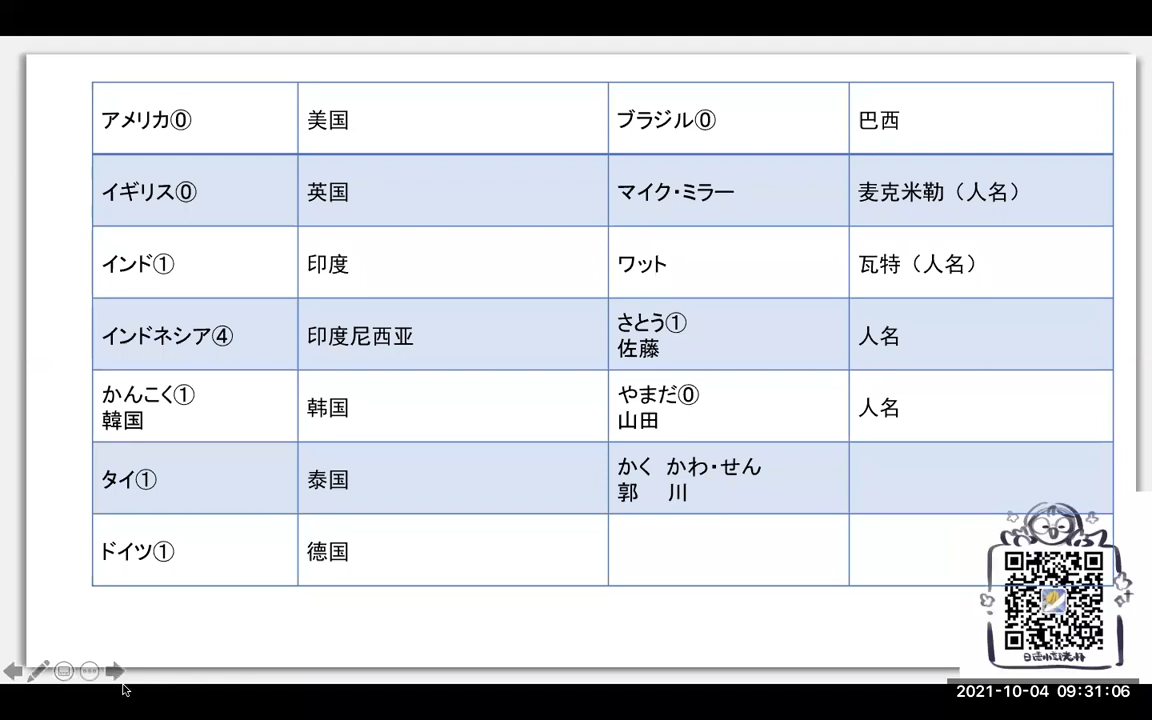 アメリカ⓪ 美国 ブラジル⓪ 巴西
イギリス⓪ 英国 マイク・ミラー 麦克米勒（人名）
インド① 印度 ワット 瓦特（人名）
インドネシア④ 印度尼西亚 さとう① 人名
佐藤
かんこく① 韩国 やまだ⓪ 人名
韓国 山田
タイ① 泰国 かく かわ・せん
郭 川
ドイツ① 德国
2021-10-04 09:31:06